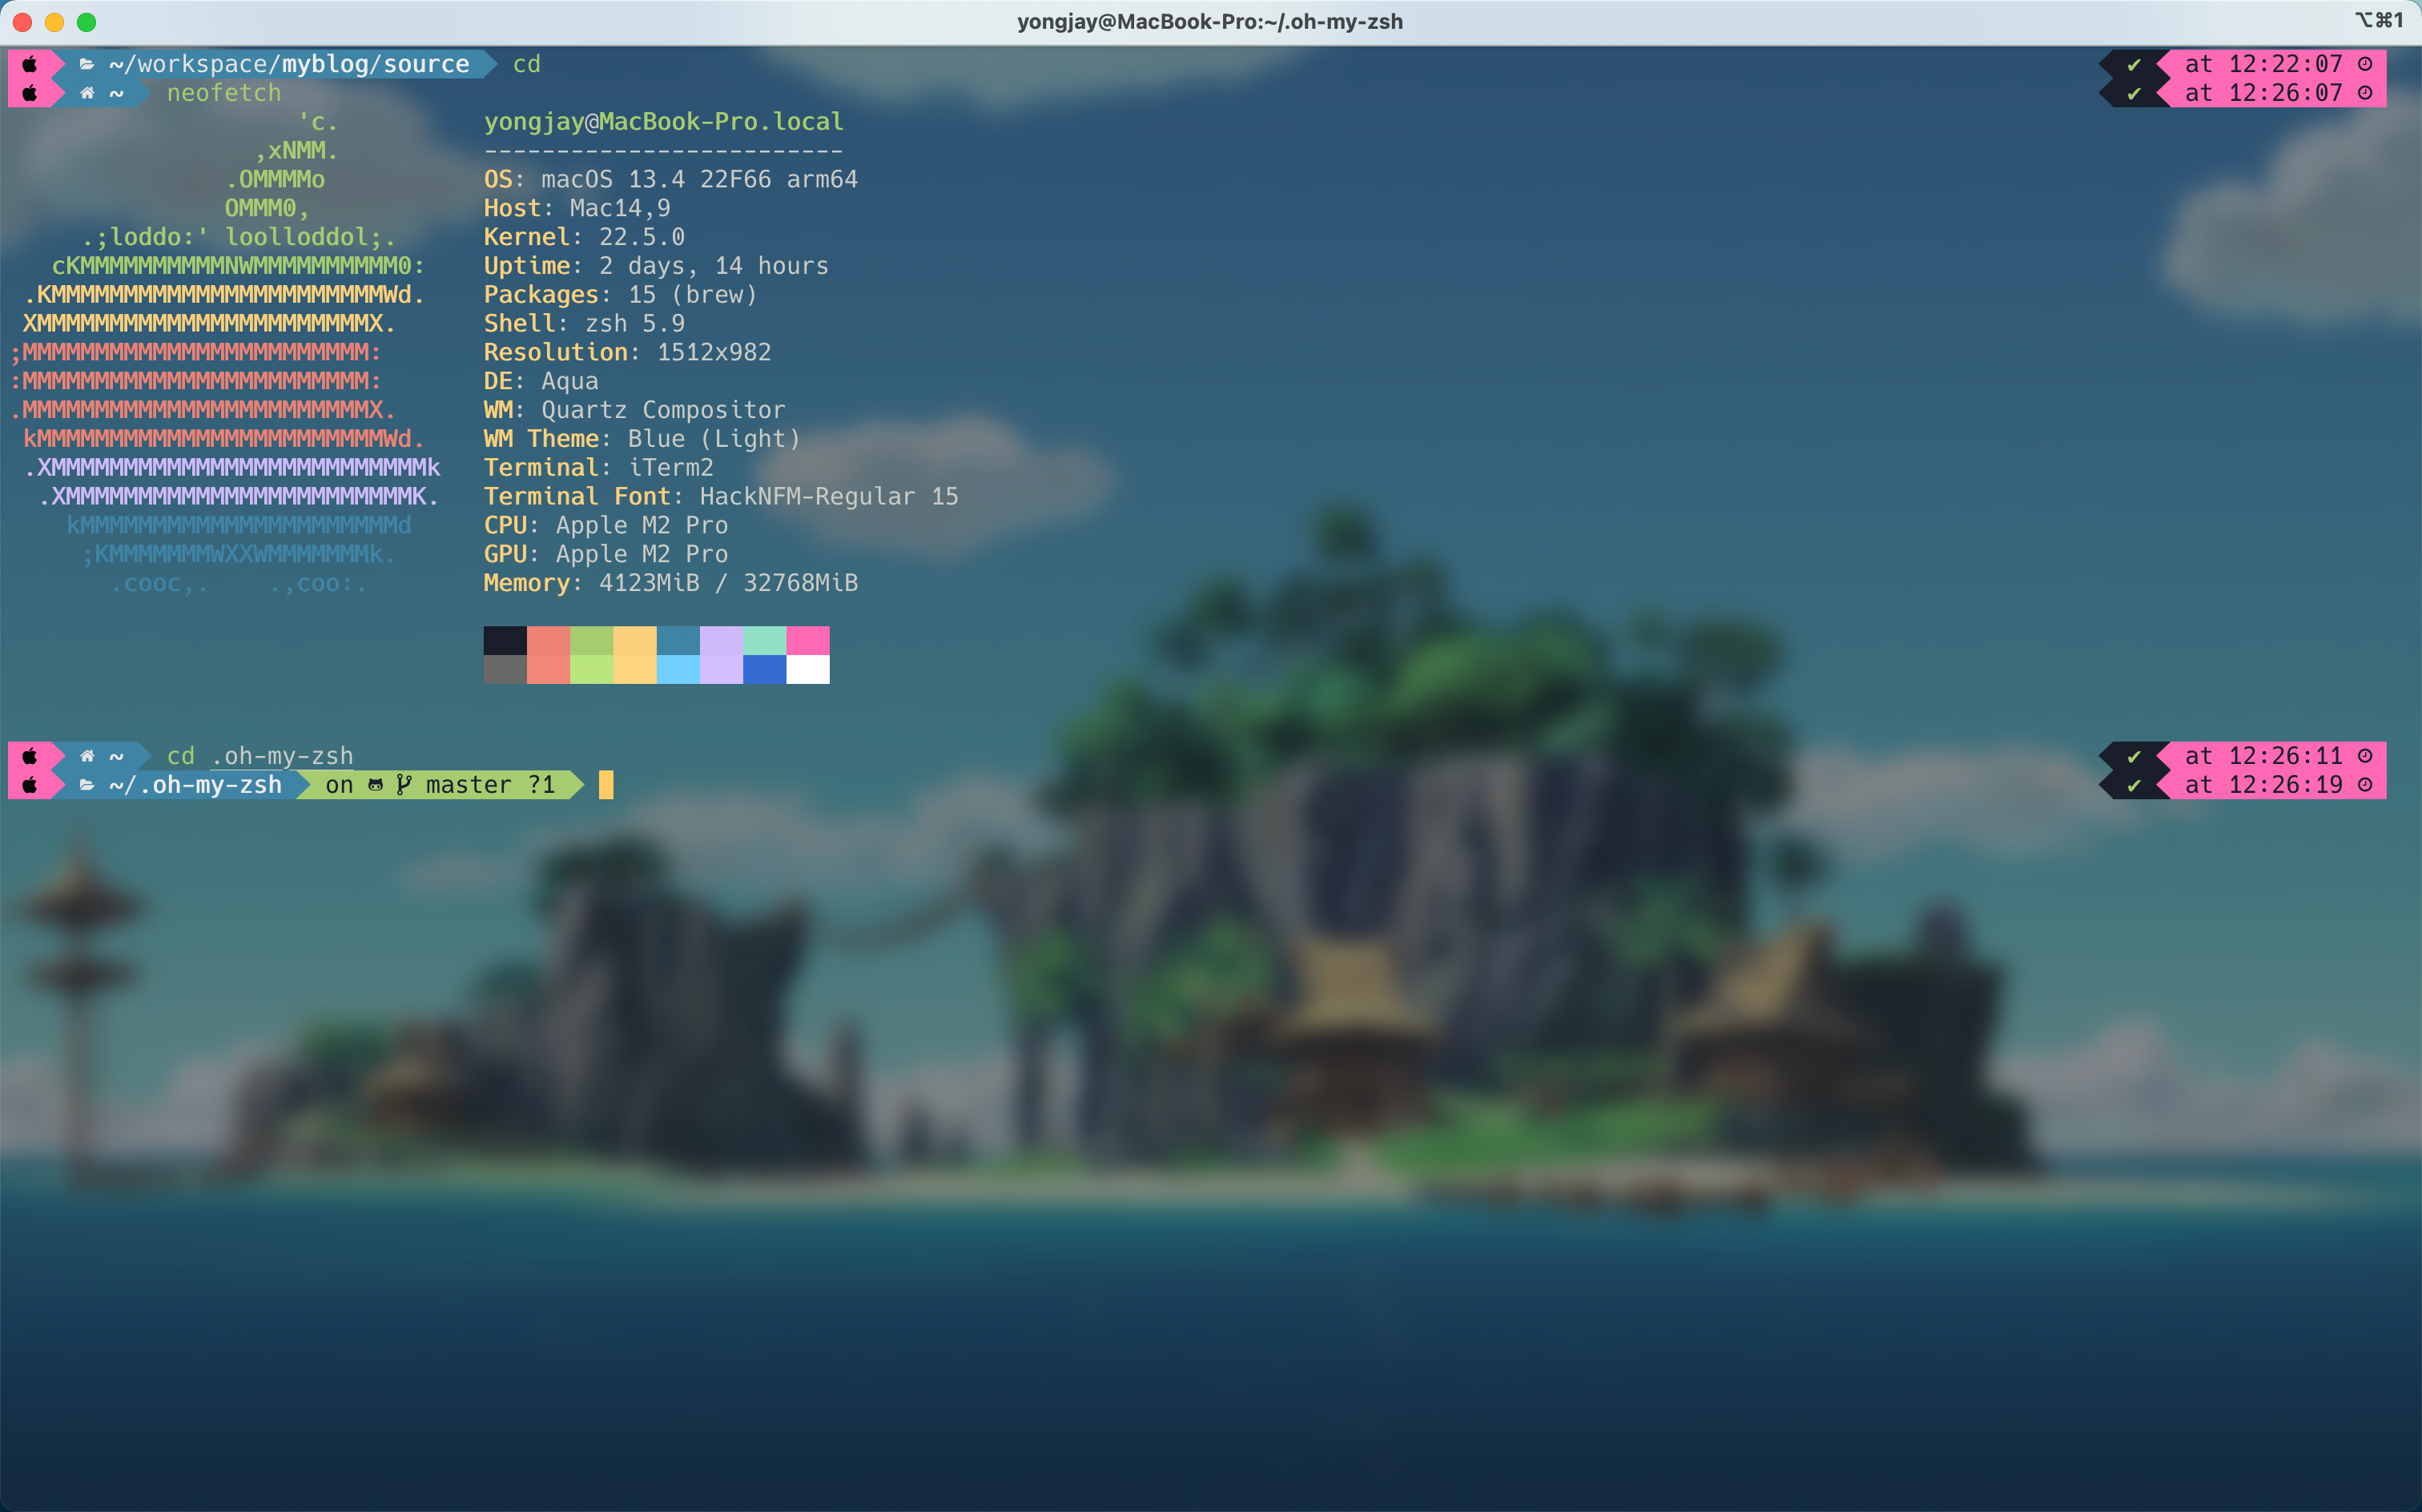 yongjay@MacBook-Pro:~/.oh-my-zsh ⌥⌘1
~/workspace/myblog/source cd ✔ at 12:22:07
~ neofetch ✔ at 12:26:07
'c. yongjay@MacBook-Pro.local
,xNMM. -------------------------
.OMMMMo OS: macOS 13.4 22F66 arm64
OMMM0, Host: Mac14,9
.;loddo:' loolloddol;. Kernel: 22.5.0
cKMMMMMMMMMMNWMMMMMMMMMM0: Uptime: 2 days, 14 hours
.KMMMMMMMMMMMMMMMMMMMMMMMWd. Packages: 15 (brew)
XMMMMMMMMMMMMMMMMMMMMMMMX. Shell: zsh 5.9
;MMMMMMMMMMMMMMMMMMMMMMMM: Resolution: 1512x982
:MMMMMMMMMMMMMMMMMMMMMMMM: DE: Aqua
.MMMMMMMMMMMMMMMMMMMMMMMMX. WM: Quartz Compositor
kMMMMMMMMMMMMMMMMMMMMMMMMWd. WM Theme: Blue (Light)
.XMMMMMMMMMMMMMMMMMMMMMMMMMMk Terminal: iTerm2
.XMMMMMMMMMMMMMMMMMMMMMMMMK. Terminal Font: HackNFM-Regular 15
kMMMMMMMMMMMMMMMMMMMMMMd CPU: Apple M2 Pro
;KMMMMMMMWXXWMMMMMMMk. GPU: Apple M2 Pro
.cooc,. .,coo:. Memory: 4123MiB / 32768MiB
~ cd .oh-my-zsh ✔ at 12:26:11
~/.oh-my-zsh on master ?1 ✔ at 12:26:19